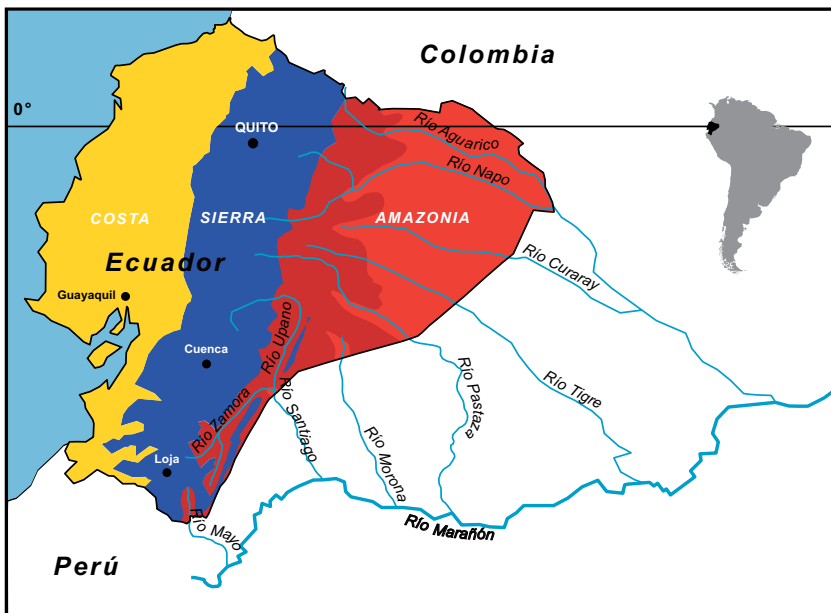 Colombia
0°
QUITO
Río Aguarico
Río Napo
COSTA
SIERRA
AMAZONIA
Ecuador
Río Curaray
Guayaquil
Río Upano
Cuenca
Río Pastaza
Río Tigre
Río Zamora
Río Santiago
Río Morona
Loja
Río Mayo
Río Marañón
Perú